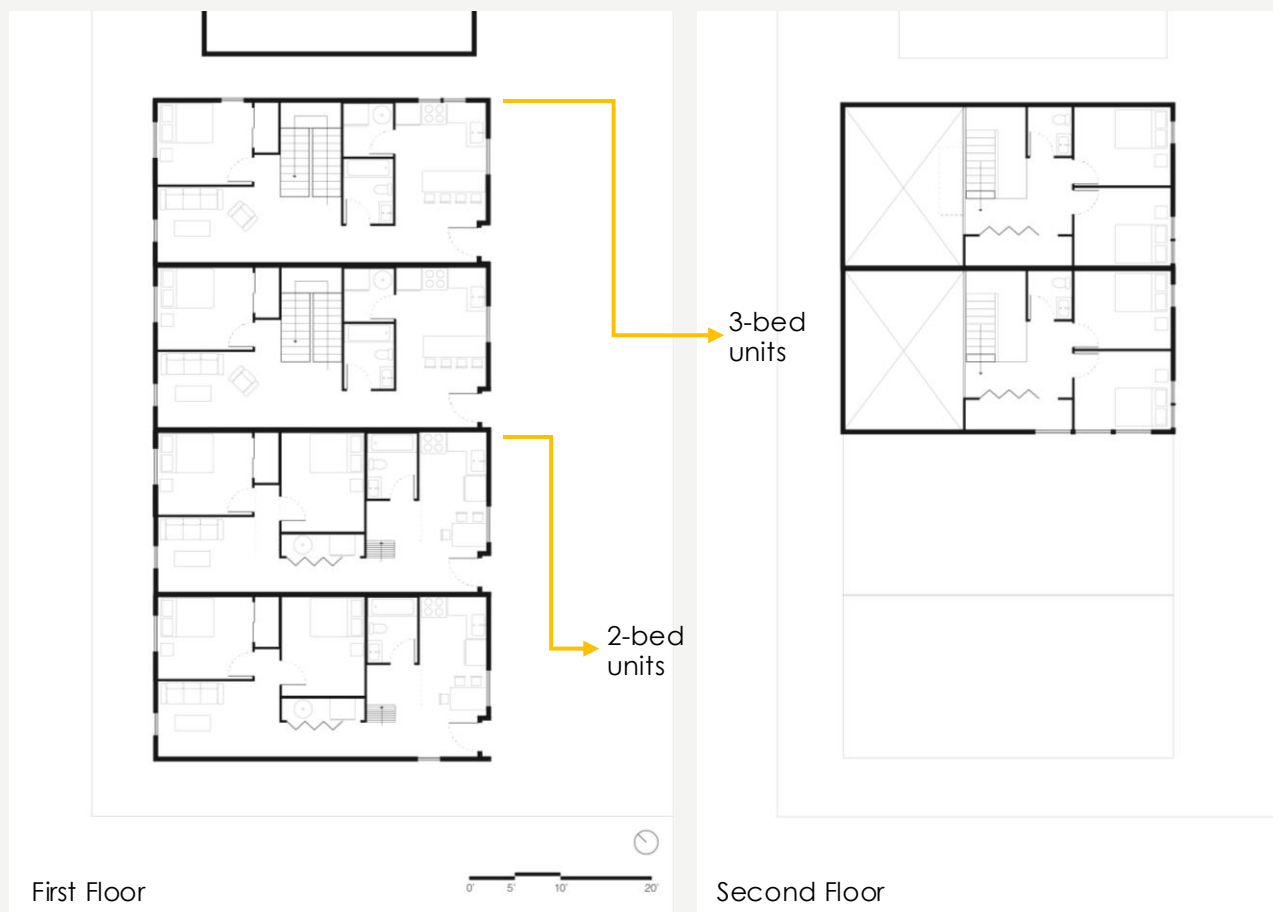 3-bed
units
2-bed
units
First Floor
0' 5' 10' 20'
Second Floor